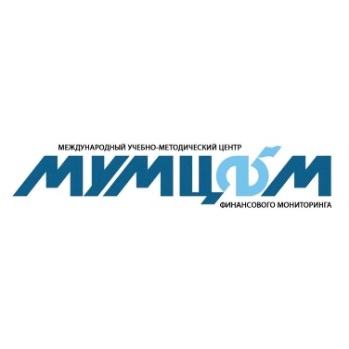 МЕЖДУНАРОДНЫЙ УЧЕБНО-МЕТОДИЧЕСКИЙ ЦЕНТР
МУМЦФМ
ФИНАНСОВОГО МОНИТОРИНГА